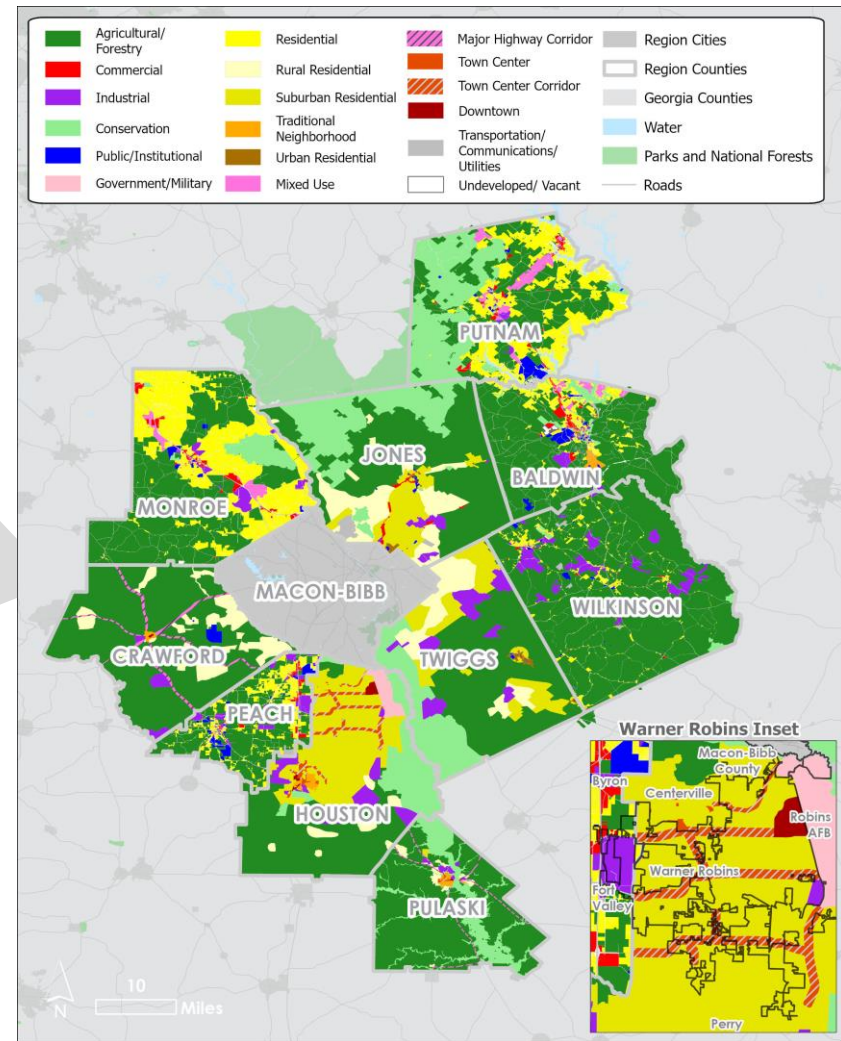 Agricultural/
Forestry
Commercial
Industrial
Conservation
Public/Institutional
Government/Military
Residential
Rural Residential
Suburban Residential
Traditional
Neighborhood
Urban Residential
Mixed Use
Major Highway Corridor
Town Center
Town Center Corridor
Downtown
Transportation/
Communications/
Utilities
Undeveloped/ Vacant
Region Cities
Region Counties
Georgia Counties
Water
Parks and National Forests
Roads
PUTNAM
JONES
BALDWIN
MONROE
MACON-BIBB
WILKINSON
CRAWFORD
TWIGGS
PEACH
HOUSTON
PULASKI
Warner Robins Inset
Macon-Bibb
County
Byron
Centerville
Robins
AFB
Warner Robins
Fort
Valley
Perry
N
10
Miles